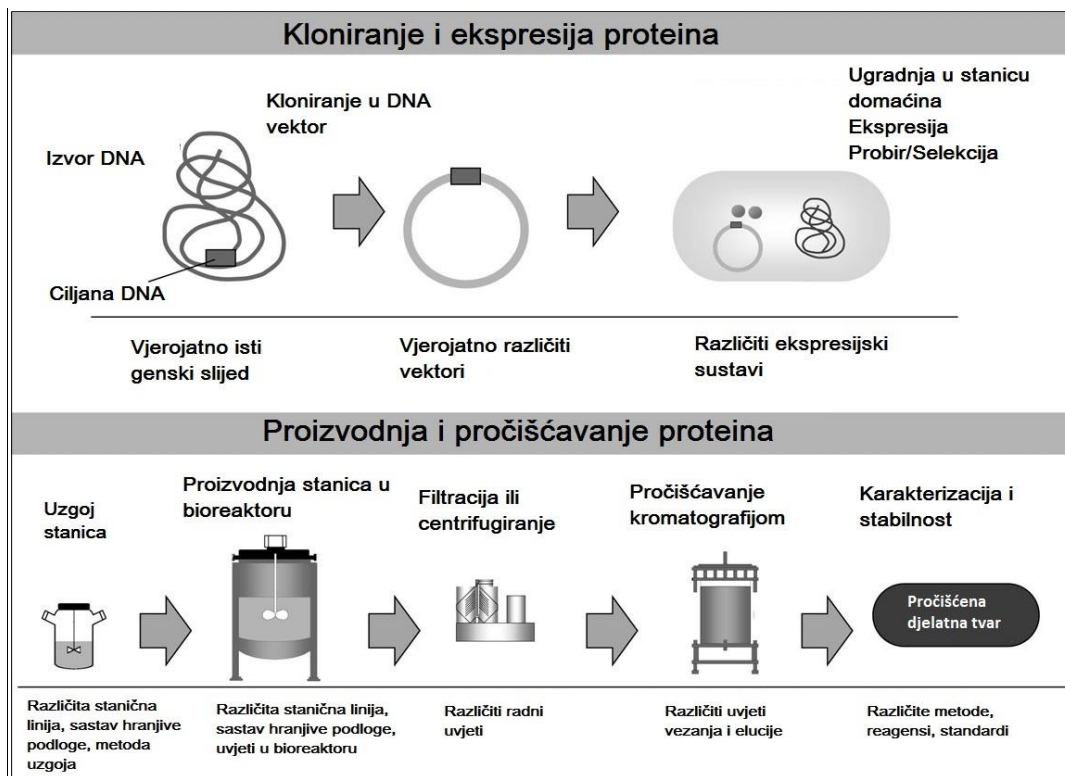 Kloniranje i ekspresija proteina
Izvor DNA
Kloniranje u DNA
vektor
Ugradnja u stanicu
domaćina
Ekspresija
Probir/Selekcija
Ciljana DNA
Vjerojatno isti
genski slijed
Vjerojatno različiti
vektori
Različiti ekspresijski
sustavi
Proizvodnja i pročišćavanje proteina
Uzgoj
stanica
Proizvodnja stanica u
bioreaktoru
Filtracija ili
centrifugiranje
Pročišćavanje
kromatografijom
Karakterizacija i
stabilnost
Pročišćena
djelatna tvar
Različita stanična
linija, sastav hranjive
podloge, metoda
uzgoja
Različita stanična linija,
sastav hranjive podloge,
uvjeti u bioreaktoru
Različiti radni
uvjeti
Različiti uvjeti
vezanja i elucije
Različite metode,
reagensi, standardi